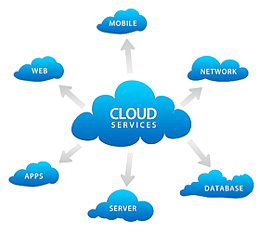 MOBILE
WEB
NETWORK
CLOUD
SERVICES
APPS
DATABASE
SERVER